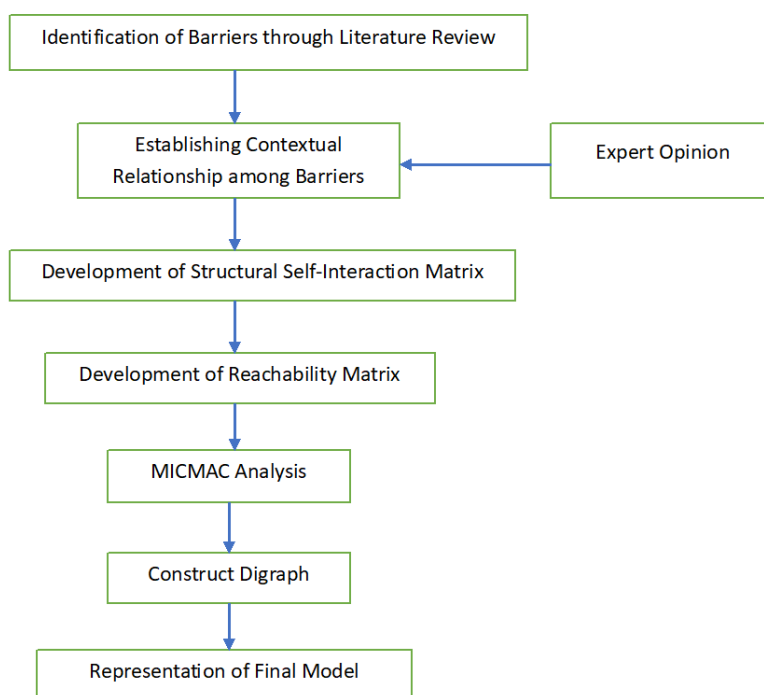 Identification of Barriers through Literature Review
Establishing Contextual
Relationship among Barriers
Expert Opinion
Development of Structural Self-Interaction Matrix
Development of Reachability Matrix
MICMAC Analysis
Construct Digraph
Representation of Final Model